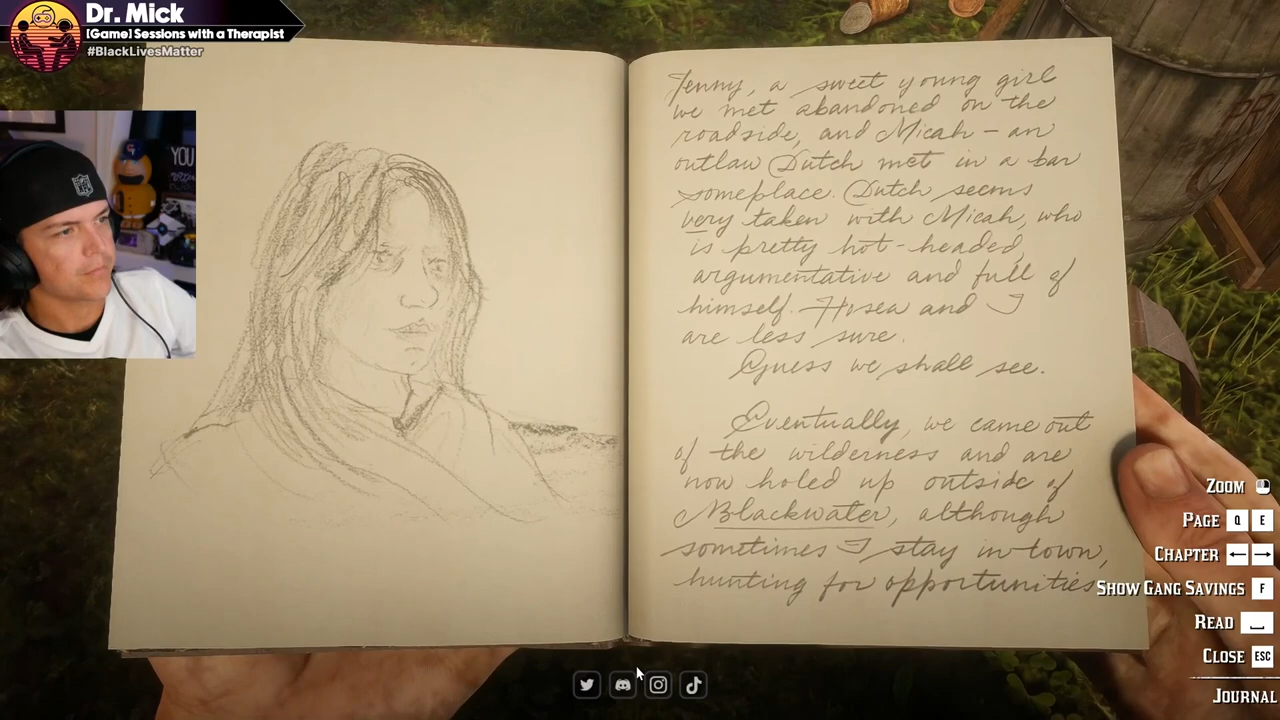 Dr. Mick
[Game] Sessions with a Therapist
#BlackLivesMatter
YOU
Jenny, a sweet young girl
we met abandoned on the
roadside, and Micah - an
outlaw Dutch met in a bar
someplace. Dutch seems
very taken with Micah, who
is pretty hot-headed,
argumentative and full of
himself. Hosea and I
are less sure.
Guess we shall see.
Eventually, we came out
of the wilderness and are
now holed up outside of
Blackwater, although
sometimes I stay in town,
hunting for opportunities
ZOOM
PAGE Q E
CHAPTER ← →
SHOW GANG SAVINGS F
READ
CLOSE ESC
JOURNAL